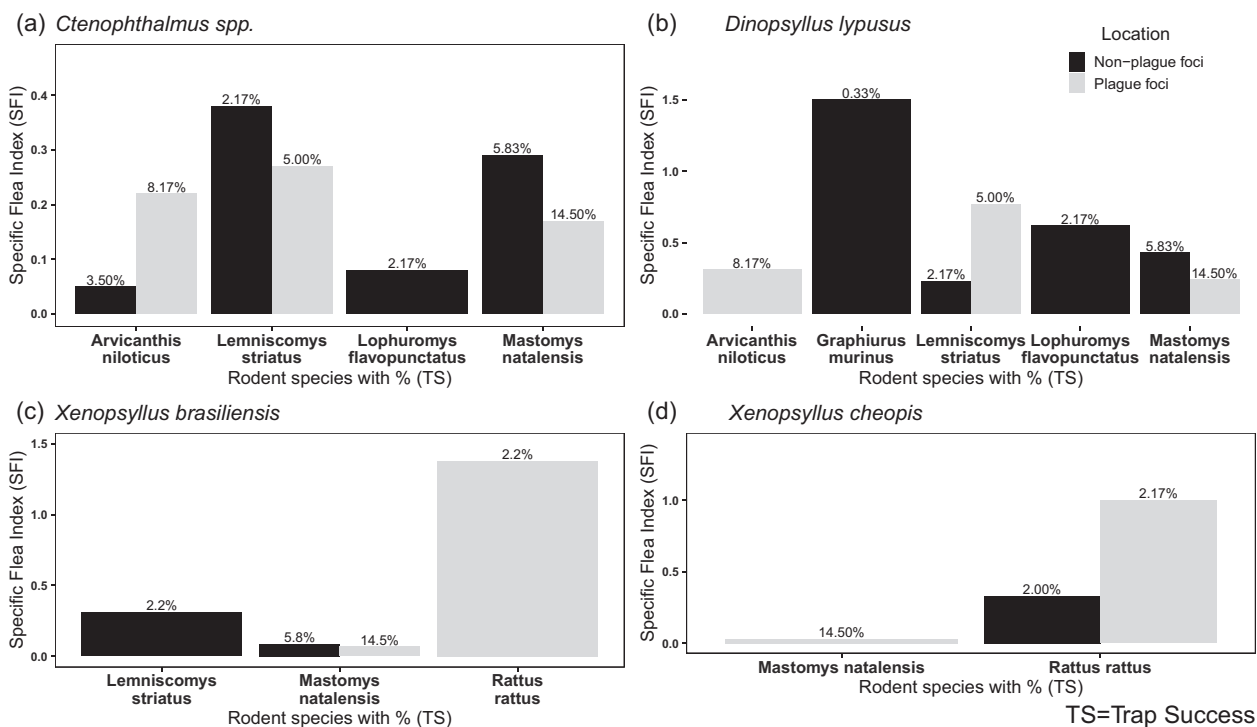 (a) Ctenophthalmus spp.
Specific Flea Index (SFI)
0.4
0.3
0.2
0.1
0.0
3.50%
8.17%
2.17%
5.00%
2.17%
5.83%
14.50%
Arvicanthis
niloticus
Lemniscomys
striatus
Lophuromys
flavopunctatus
Mastomys
natalensis
Rodent species with % (TS)
(b) Dinopsyllus lypusus
Location
Non−plague foci
Plague foci
Specific Flea Index (SFI)
1.5
1.0
0.5
0.0
8.17%
0.33%
2.17%
5.00%
2.17%
5.83%
14.50%
Arvicanthis
niloticus
Graphiurus
murinus
Lemniscomys
striatus
Lophuromys
flavopunctatus
Mastomys
natalensis
Rodent species with % (TS)
(c) Xenopsyllus brasiliensis
Specific Flea Index (SFI)
1.5
1.0
0.5
0.0
2.2%
5.8%
14.5%
2.2%
Lemniscomys
striatus
Mastomys
natalensis
Rattus
rattus
Rodent species with % (TS)
(d) Xenopsyllus cheopis
Specific Flea Index (SFI)
1.0
0.5
0.0
14.50%
2.00%
2.17%
Mastomys natalensis
Rattus rattus
Rodent species with % (TS)
TS=Trap Success